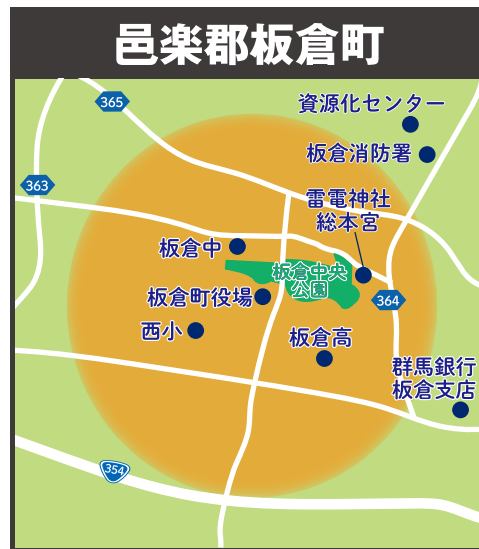 邑楽郡板倉町
365
資源化センター
板倉消防署
363
雷電神社
総本宮
板倉中
板倉中央
公園
板倉町役場
364
西小
板倉高
群馬銀行
板倉支店
354